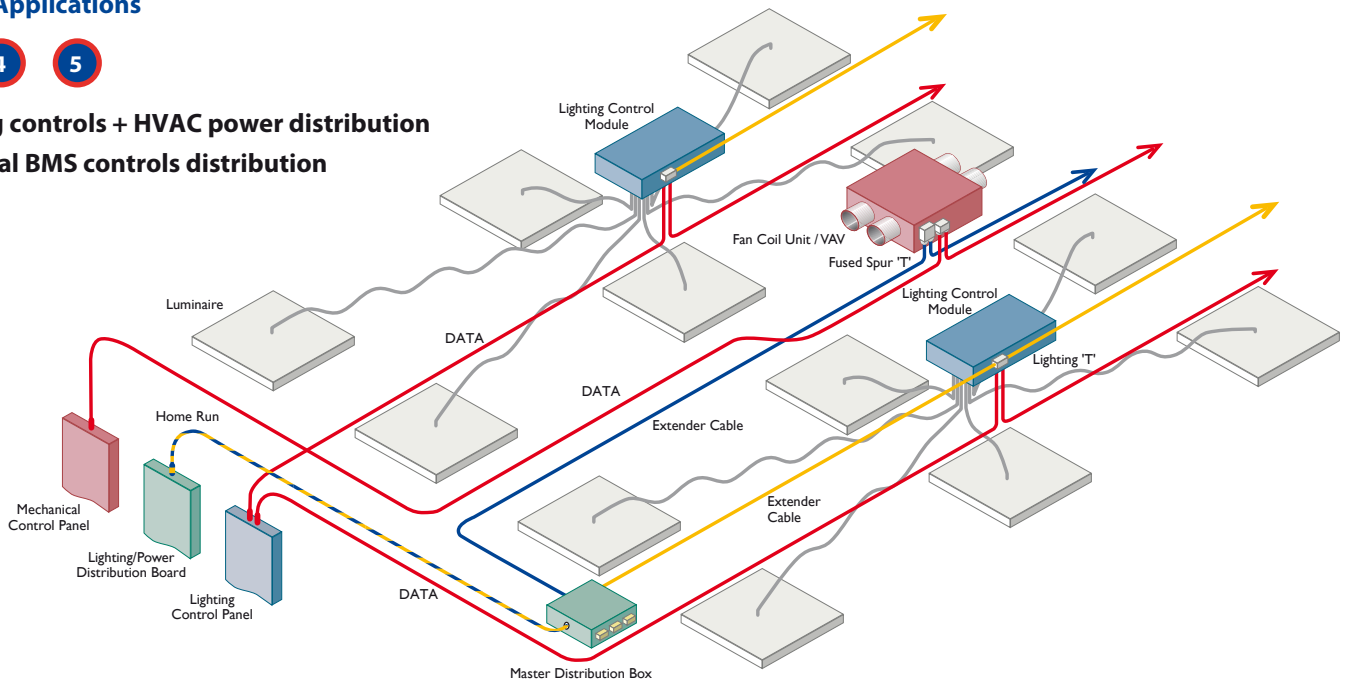 Applications
4
5
controls + HVAC power distribution
BMS controls distribution
Lighting Control
Module
Fan Coil Unit / VAV
Fused Spur 'T'
Luminaire
Lighting Control
Module
DATA
Lighting 'T'
DATA
Home Run
Extender Cable
Mechanical
Control Panel
Extender
Cable
Lighting/Power
Distribution Board
Lighting
Control Panel
DATA
Master Distribution Box